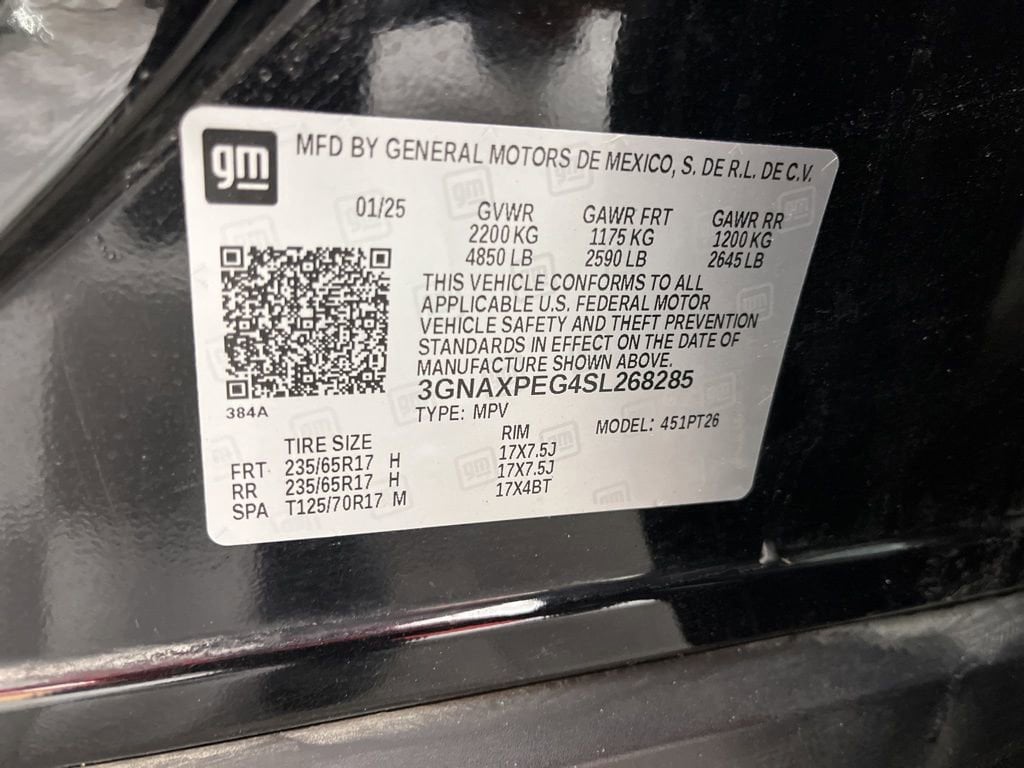 gm
MFD BY GENERAL MOTORS DE MEXICO, S. DE R.L. DE C.V.
01/25 GVWR GAWR FRT GAWR RR
2200 KG 1175 KG 1200 KG
4850 LB 2590 LB 2645 LB
THIS VEHICLE CONFORMS TO ALL
APPLICABLE U.S. FEDERAL MOTOR
VEHICLE SAFETY AND THEFT PREVENTION
STANDARDS IN EFFECT ON THE DATE OF
MANUFACTURE SHOWN ABOVE.
3GNAXPEG4SL268285
384A
TYPE: MPV MODEL: 451PT26
TIRE SIZE RIM
FRT 235/65R17 H 17X7.5J
RR 235/65R17 H 17X7.5J
SPA T125/70R17 M 17X4BT